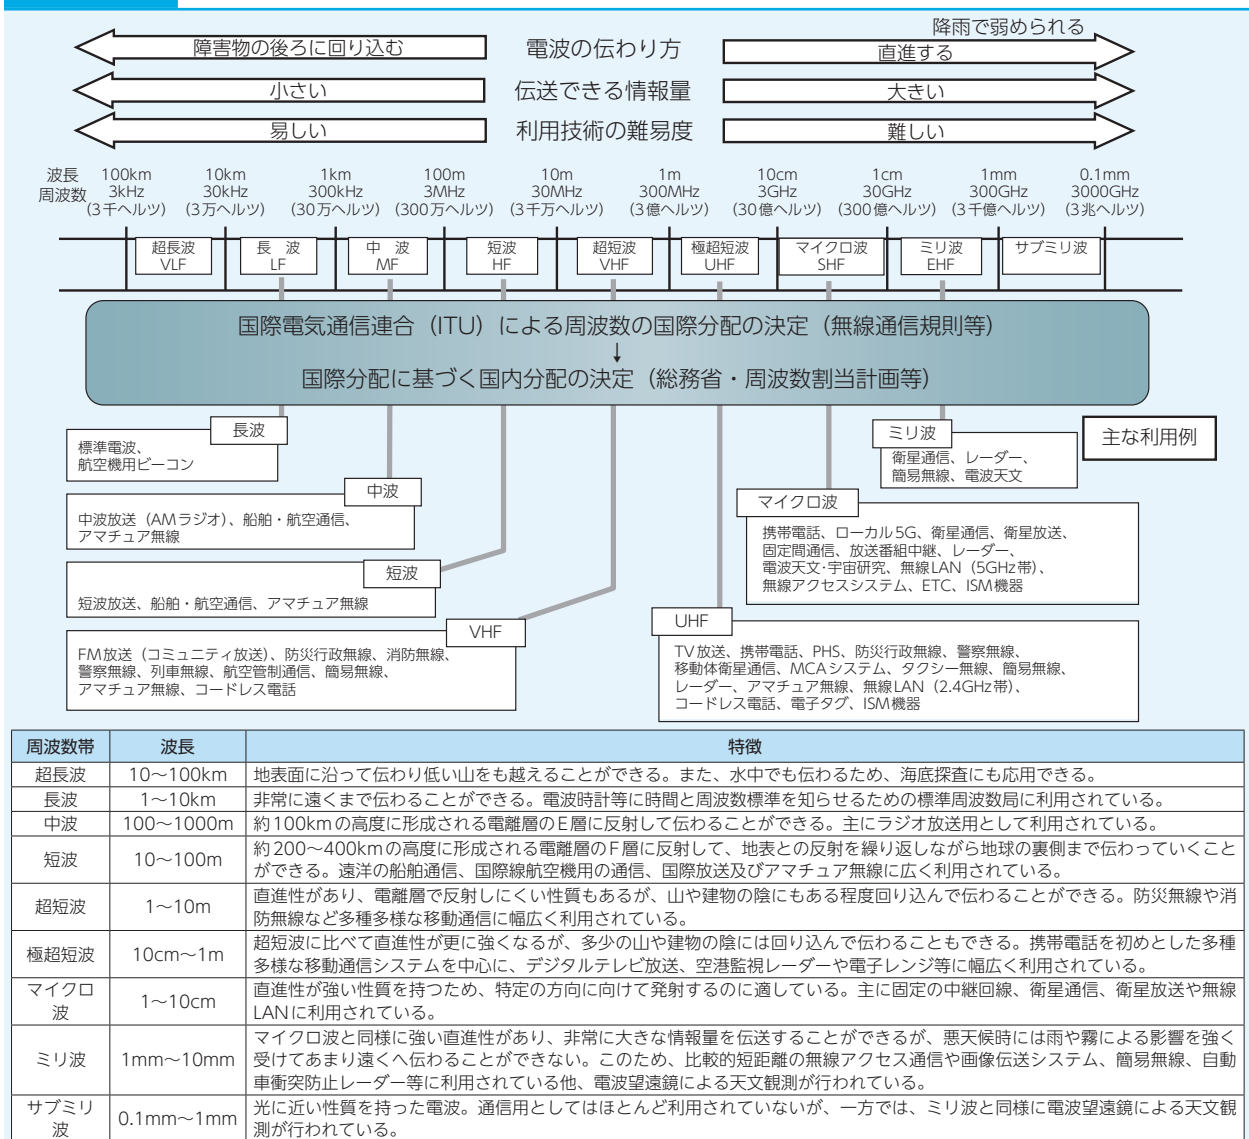 降雨で弱められる
障害物の後ろに回り込む 電波の伝わり方 直進する
小さい 伝送できる情報量 大きい
易しい 利用技術の難易度 難しい
波長 100km 10km 1km 100m 10m 1m 10cm 1cm 1mm 0.1mm
周波数 3kHz 30kHz 300kHz 3MHz 30MHz 300MHz 3GHz 30GHz 300GHz 3000GHz
(3千ヘルツ) (3万ヘルツ) (30万ヘルツ) (300万ヘルツ) (3千万ヘルツ) (3億ヘルツ) (30億ヘルツ) (300億ヘルツ) (3千億ヘルツ) (3兆ヘルツ)
超長波 長 波 中 波 短波 超短波 極超短波 マイクロ波 ミリ波 サブミリ波
VLF LF MF HF VHF UHF SHF EHF
国際電気通信連合（ITU）による周波数の国際分配の決定（無線通信規則等）
↓
国際分配に基づく国内分配の決定（総務省・周波数割当計画等）
主な利用例
長波
標準電波、
航空機用ビーコン
中波
中波放送（AMラジオ）、船舶・航空通信、
アマチュア無線
短波
短波放送、船舶・航空通信、アマチュア無線
VHF
FM放送（コミュニティ放送）、防災行政無線、消防無線、
警察無線、列車無線、航空管制通信、簡易無線、
アマチュア無線、コードレス電話
ミリ波
衛星通信、レーダー、
簡易無線、電波天文
マイクロ波
携帯電話、ローカル5G、衛星通信、衛星放送、
固定間通信、放送番組中継、レーダー、
電波天文・宇宙研究、無線LAN（5GHz帯）、
無線アクセスシステム、ETC、ISM機器
UHF
TV放送、携帯電話、PHS、防災行政無線、警察無線、
移動体衛星通信、MCAシステム、タクシー無線、簡易無線、
レーダー、アマチュア無線、無線LAN（2.4GHz帯）、
コードレス電話、電子タグ、ISM機器
周波数帯 波長 特徴
超長波 10～100km 地表面に沿って伝わり低い山をも越えることができる。また、水中でも伝わるため、海底探査にも応用できる。
長波 1～10km 非常に遠くまで伝わることができる。電波時計等に時間と周波数標準を知らせるための標準周波数局に利用されている。
中波 100～1000m 約100kmの高度に形成される電離層のE層に反射して伝わることができる。主にラジオ放送用として利用されている。
短波 10～100m 約200～400kmの高度に形成される電離層のF層に反射して、地表との反射を繰り返しながら地球の裏側まで伝わっていくこと
ができる。遠洋の船舶通信、国際線航空機用の通信、国際放送及びアマチュア無線に広く利用されている。
超短波 1～10m 直進性があり、電離層で反射しにくい性質もあるが、山や建物の陰にもある程度回り込んで伝わることができる。防災無線や消
防無線など多種多様な移動通信に幅広く利用されている。
極超短波 10cm～1m 超短波に比べて直進性が更に強くなるが、多少の山や建物の陰には回り込んで伝わることもできる。携帯電話を初めとした多種
多様な移動通信システムを中心に、デジタルテレビ放送、空港監視レーダーや電子レンジ等に幅広く利用されている。
マイクロ
波 1～10cm 直進性が強い性質を持つため、特定の方向に向けて発射するのに適している。主に固定の中継回線、衛星通信、衛星放送や無線
LANに利用されている。
ミリ波 1mm～10mm マイクロ波と同様に強い直進性があり、非常に大きな情報量を伝送することができるが、悪天候時には雨や霧による影響を強く
受けてあまり遠くへ伝わることができない。このため、比較的短距離の無線アクセス通信や画像伝送システム、簡易無線、自動
車衝突防止レーダー等に利用されている他、電波望遠鏡による天文観測が行われている。
サブミリ
波 0.1mm～1mm 光に近い性質を持った電波。通信用としてはほとんど利用されていないが、一方では、ミリ波と同様に電波望遠鏡による天文観
測が行われている。